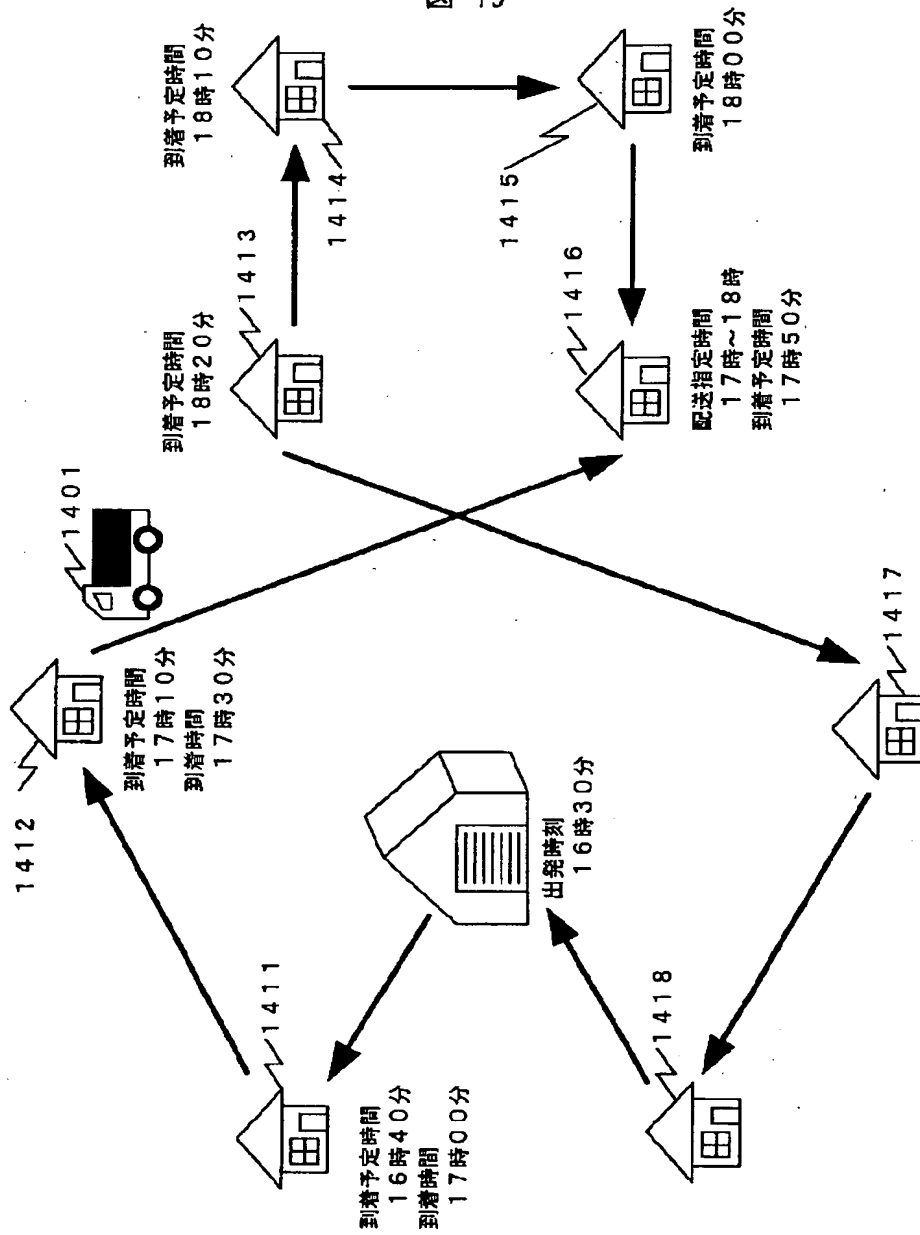 1412
到着予定時間
17時10分
到着時間
17時30分
1401
到着予定時間
18時20分
1413
到着予定時間
18時10分
1414
1415
到着予定時間
18時00分
1416
配送指定時間
17時～18時
到着予定時間
17時50分
1411
到着予定時間
16時40分
到着時間
17時00分
出発時刻
16時30分
1417
1418